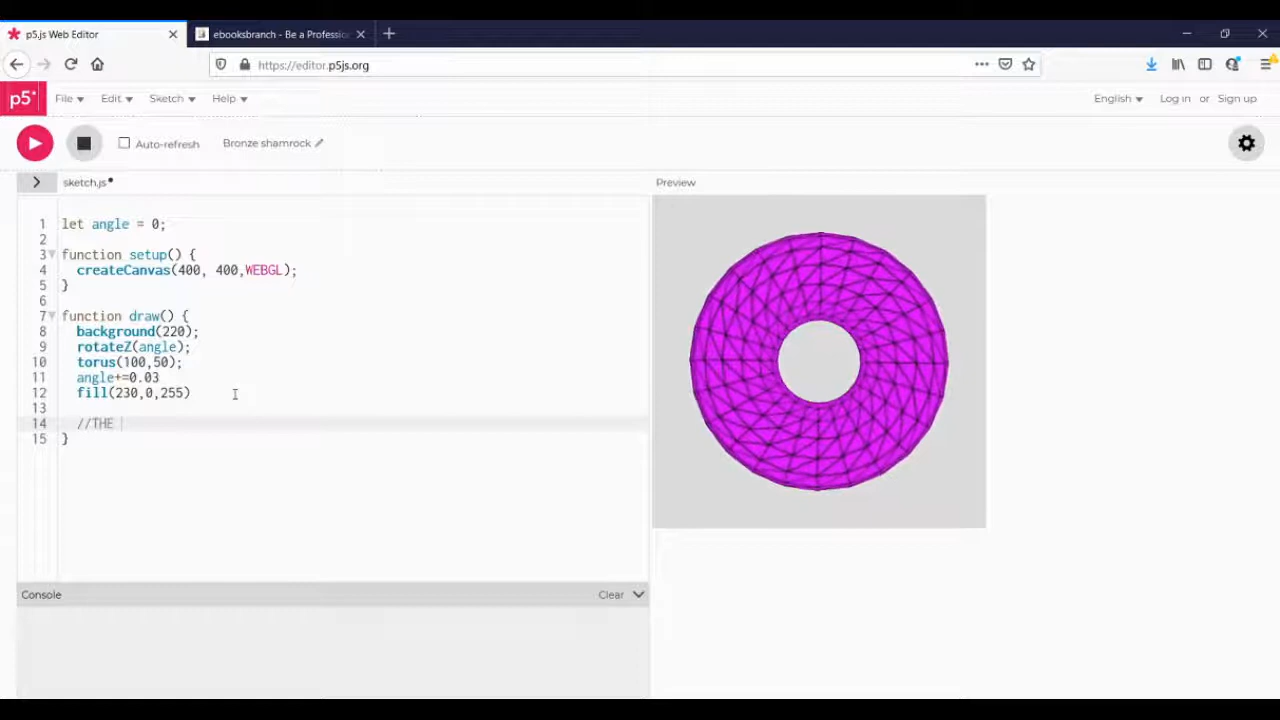 p5.js Web Editor
ebooksbranch - Be a Professio
https://editor.p5js.org
p5* File Edit Sketch Help English Log in or Sign up
Auto-refresh Bronze shamrock
sketch.js Preview
1 let angle = 0;
2
3 function setup() {
4 createCanvas(400, 400,WEBGL);
5 }
6
7 function draw() {
8 background(220);
9 rotateZ(angle);
10 torus(100,50);
11 angle+=0.03
12 fill(230,0,255)
13
14 //THE
15 }
Console Clear